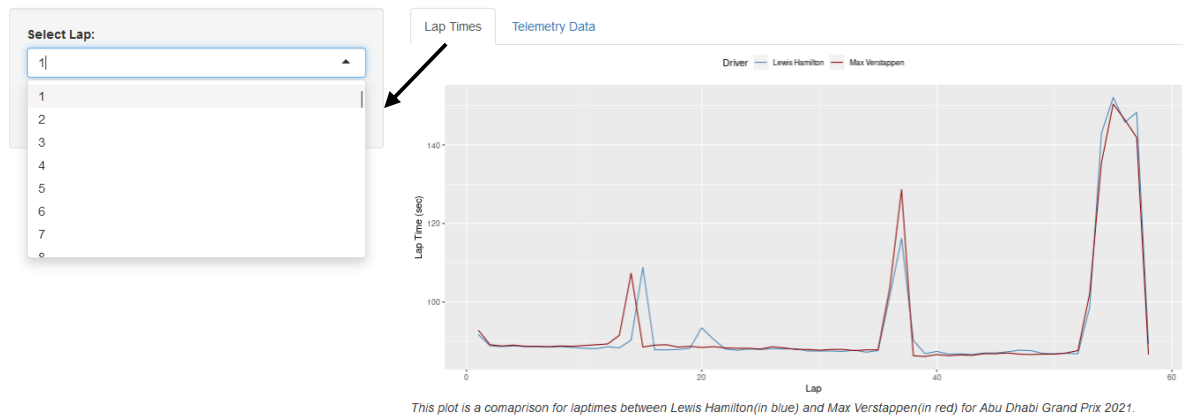 Select Lap:
1
1
2
3
4
5
6
7
8
Lap Times
Telemetry Data
Driver Lewis Hamilton Max Verstappen
140
120
100
Lap Time (sec)
0 20 40 60
Lap
This plot is a comaprison for laptimes between Lewis Hamilton(in blue) and Max Verstappen(in red) for Abu Dhabi Grand Prix 2021.